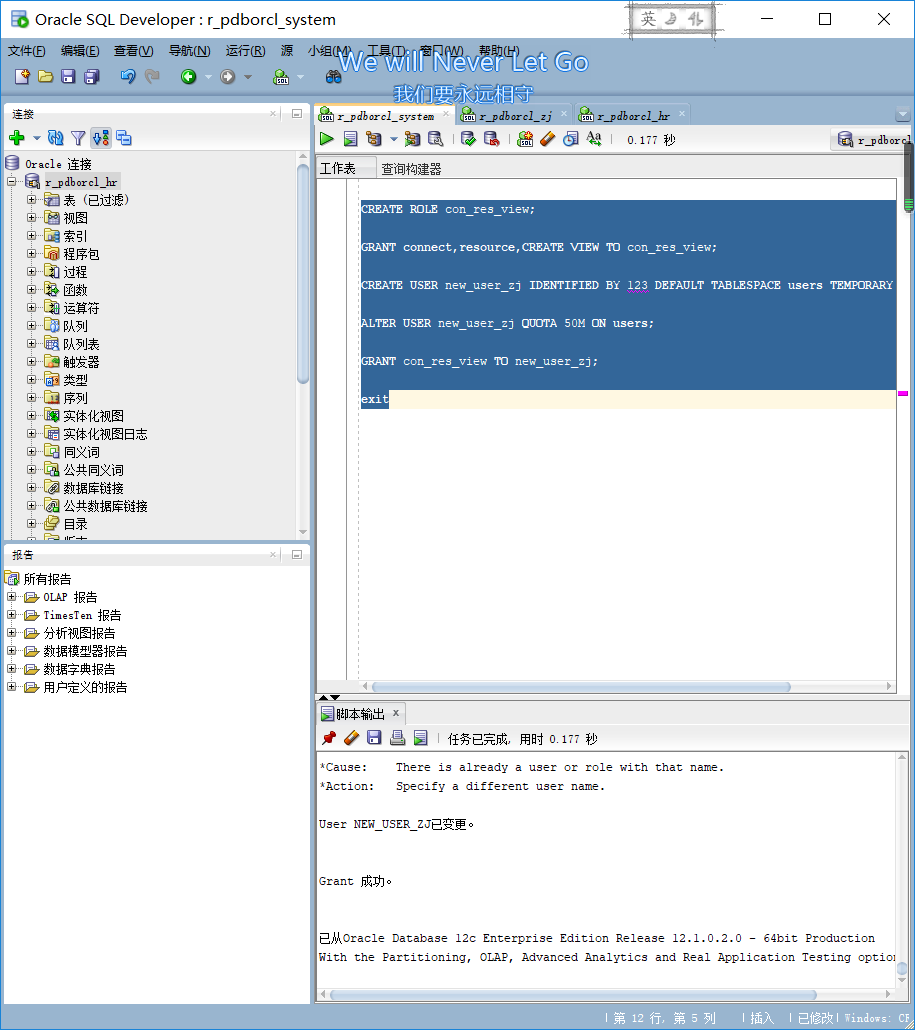 Oracle SQL Developer : r_pdborcl_system
英
文件(F) 编辑(E) 查看(V) 导航(N) 运行(R) 源 小组(M) 工具(T) 窗口(W) 帮助(H)
We will Never Let Go
我们要永远相守
连接
r_pdborcl_system r_pdborcl_zj r_pdborcl_hr
0.177 秒
r_pdborcl
工作表 查询构建器
Oracle 连接
r_pdborcl_hr
表 (已过滤)
视图
索引
程序包
过程
函数
运算符
队列
队列表
触发器
类型
序列
实体化视图
实体化视图日志
同义词
公共同义词
数据库链接
公共数据库链接
目录
CREATE ROLE con_res_view;
GRANT connect,resource,CREATE VIEW TO con_res_view;
CREATE USER new_user_zj IDENTIFIED BY 123 DEFAULT TABLESPACE users TEMPORARY
ALTER USER new_user_zj QUOTA 50M ON users;
GRANT con_res_view TO new_user_zj;
exit
报告
所有报告
OLAP 报告
TimesTen 报告
分析视图报告
数据模型器报告
数据字典报告
用户定义的报告
脚本输出
任务已完成, 用时 0.177 秒
*Cause: There is already a user or role with that name.
*Action: Specify a different user name.
User NEW_USER_ZJ已变更。
Grant 成功。
已从Oracle Database 12c Enterprise Edition Release 12.1.0.2.0 - 64bit Production
With the Partitioning, OLAP, Advanced Analytics and Real Application Testing option
第 12 行, 第 5 列 插入 已修改 Windows: CR